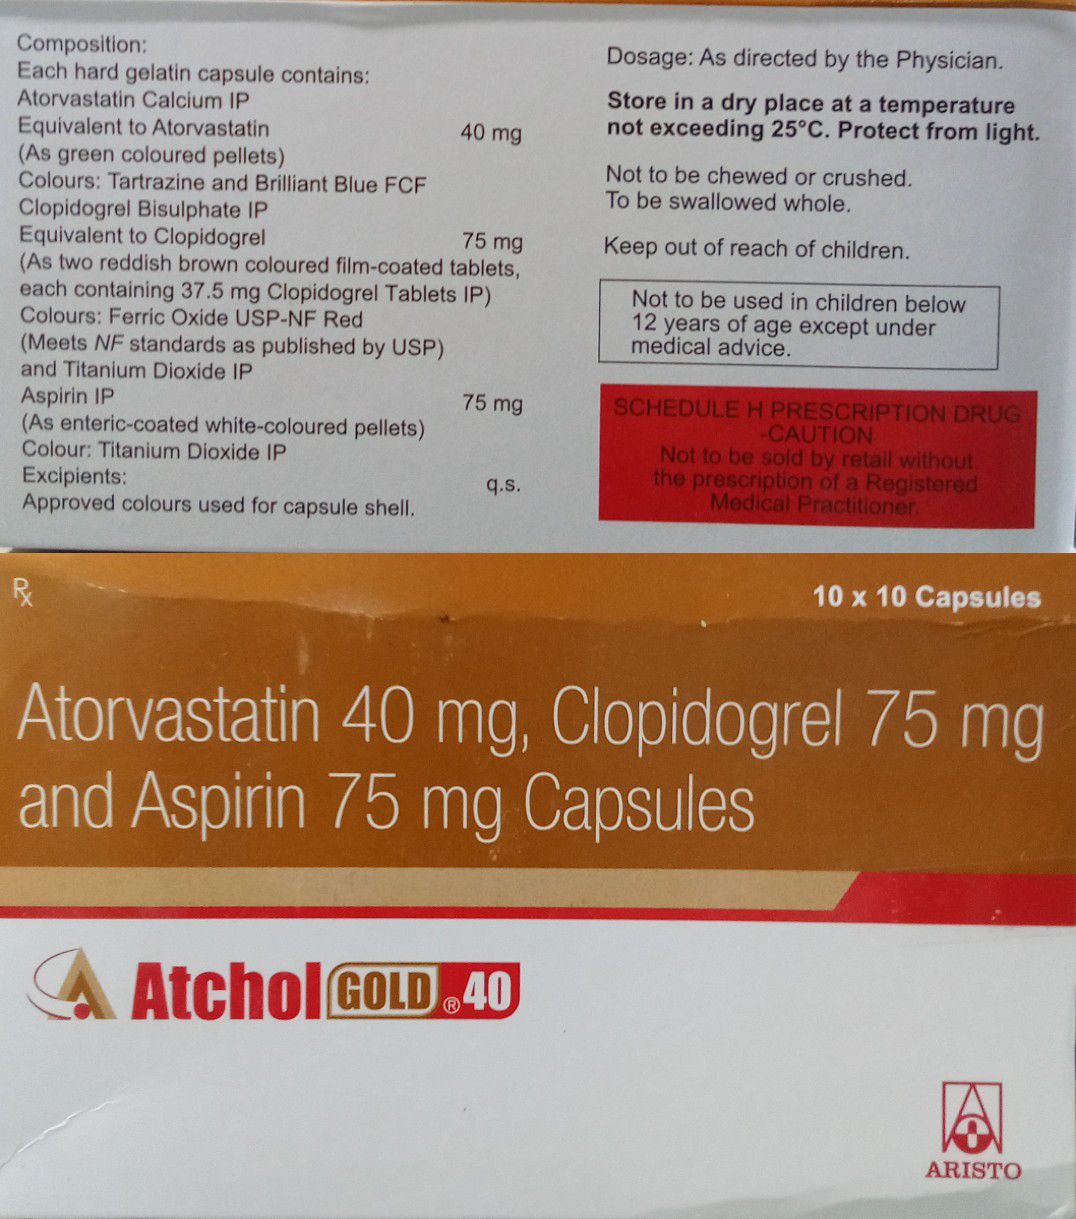 Composition:
Each hard gelatin capsule contains:
Atorvastatin Calcium IP
Equivalent to Atorvastatin 40 mg
(As green coloured pellets)
Colours: Tartrazine and Brilliant Blue FCF
Clopidogrel Bisulphate IP
Equivalent to Clopidogrel 75 mg
(As two reddish brown coloured film-coated tablets,
each containing 37.5 mg Clopidogrel Tablets IP)
Colours: Ferric Oxide USP-NF Red
(Meets NF standards as published by USP)
and Titanium Dioxide IP
Aspirin IP 75 mg
(As enteric-coated white-coloured pellets)
Colour: Titanium Dioxide IP
Excipients: q.s.
Approved colours used for capsule shell.
Dosage: As directed by the Physician.
Store in a dry place at a temperature
not exceeding 25°C. Protect from light.
Not to be chewed or crushed.
To be swallowed whole.
Keep out of reach of children.
Not to be used in children below
12 years of age except under
medical advice.
SCHEDULE H PRESCRIPTION DRUG
-CAUTION
Not to be sold by retail without
the prescription of a Registered
Medical Practitioner.
Rx
10 x 10 Capsules
Atorvastatin 40 mg, Clopidogrel 75 mg
and Aspirin 75 mg Capsules
Atchol GOLD ® 40
ARISTO